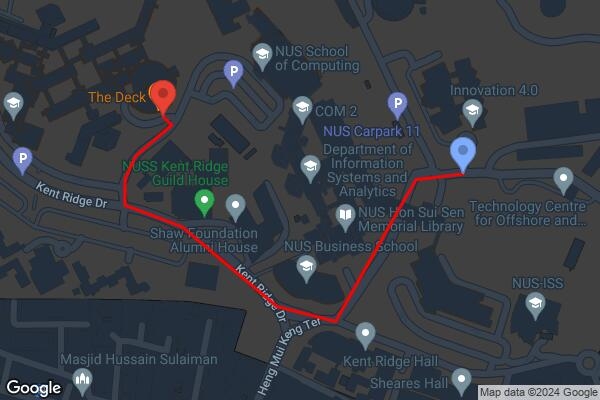 NUS School
of Computing
The Deck
P
Innovation 4.0
COM 2
P
NUS Carpark 11
Department of
Information
Systems and
Analytics
NUSS Kent Ridge
Guild House
P
Kent Ridge Dr
Technology Centre
for Offshore and...
NUS Hon Sui Sen
Memorial Library
Shaw Foundation
Alumni House
NUS Business School
Kent Ridge Dr
NUS-ISS
Heng Mui Keng Ter
Masjid Hussain Sulaiman
Kent Ridge Hall
Sheares Hall
Google
Map data ©2024 Google